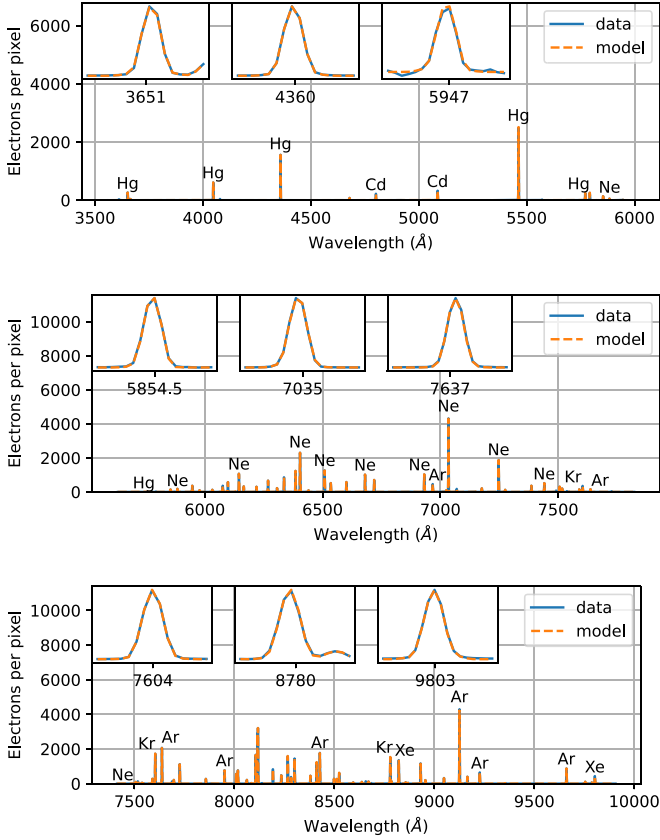 6000
4000
2000
0
Electrons per pixel
3651
4360
5947
data
model
Hg
Hg
Hg
Cd
Cd
Hg
Hg
Ne
3500 4000 4500 5000 5500 6000
Wavelength (Å)
10000
8000
6000
4000
2000
0
Electrons per pixel
5854.5
7035
7637
data
model
Hg
Ne
Ne
Ne
Ne
Ne
Ne
Ar
Ne
Ne
Ne
Kr
Ar
6000 6500 7000 7500
Wavelength (Å)
10000
8000
6000
4000
2000
0
Electrons per pixel
7604
8780
9803
data
model
Ne
Kr
Ar
Ar
Ar
Kr
Xe
Ar
Ar
Ar
Xe
7500 8000 8500 9000 9500 10000
Wavelength (Å)